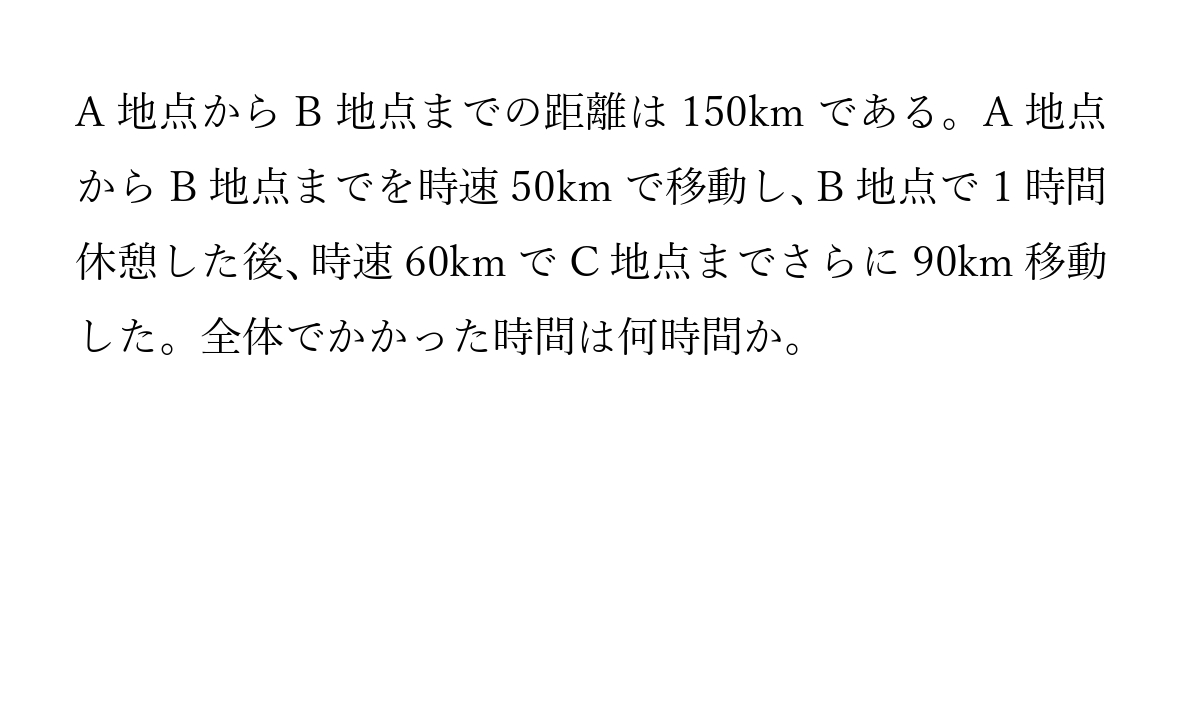 A 地点から B 地点までの距離は 150km である。A 地点
から B 地点までを時速 50km で移動し、B 地点で 1 時間
休憩した後、時速 60km で C 地点までさらに 90km 移動
した。全体でかかった時間は何時間か。